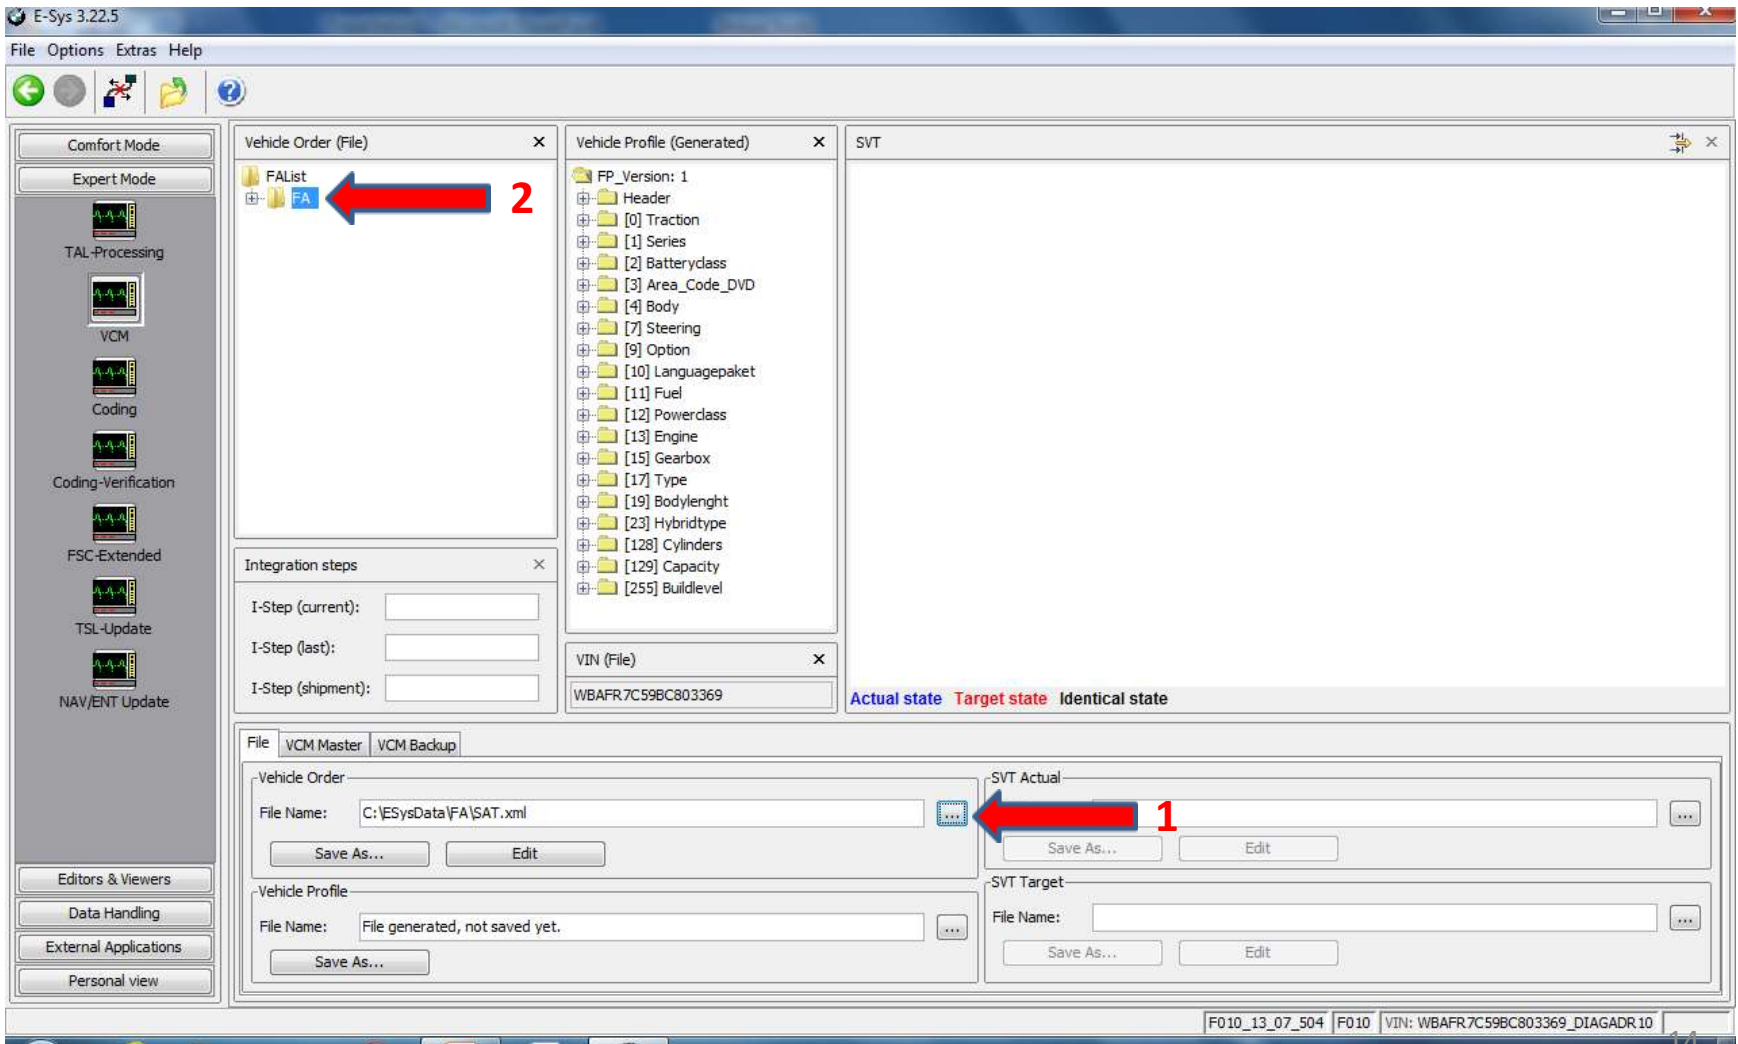 E-Sys 3.22.5
File Options Extras Help
Comfort Mode
Expert Mode
TAL-Processing
VCM
Coding
Coding-Verification
FSC-Extended
TSL-Update
NAV/ENT Update
Editors & Viewers
Data Handling
External Applications
Personal view
Vehicle Order (File)
FAList
FA
2
Integration steps
I-Step (current):
I-Step (last):
I-Step (shipment):
Vehicle Profile (Generated)
FP_Version: 1
Header
[0] Traction
[1] Series
[2] Batteryclass
[3] Area_Code_DVD
[4] Body
[7] Steering
[9] Option
[10] Languagepaket
[11] Fuel
[12] Powerclass
[13] Engine
[15] Gearbox
[17] Type
[19] Bodylenght
[23] Hybridtype
[128] Cylinders
[129] Capacity
[255] Buildlevel
VIN (File)
WBAFR7C59BC803369
SVT
Actual state Target state Identical state
File VCM Master VCM Backup
Vehicle Order
File Name: C:\ESysData\FA\SAT.xml ...
1
Save As... Edit
Vehicle Profile
File Name: File generated, not saved yet. ...
Save As...
SVT Actual
...
Save As... Edit
SVT Target
File Name: ...
Save As... Edit
F010_13_07_504 F010 VIN: WBAFR7C59BC803369_DIAGADR10
14